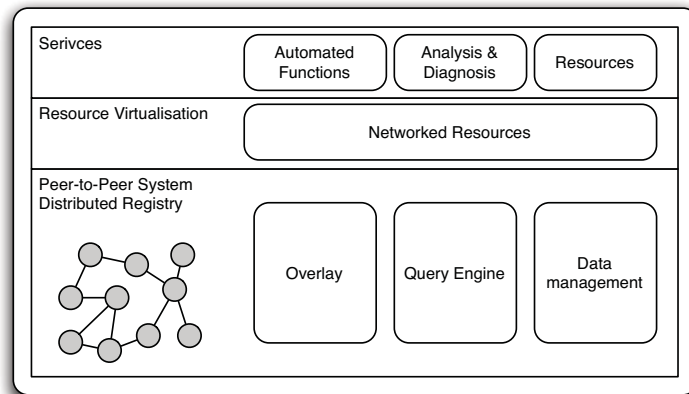 Serivces
Automated
Functions
Analysis &
Diagnosis
Resources
Resource Virtualisation
Networked Resources
Peer-to-Peer System
Distributed Registry
Overlay
Query Engine
Data
management